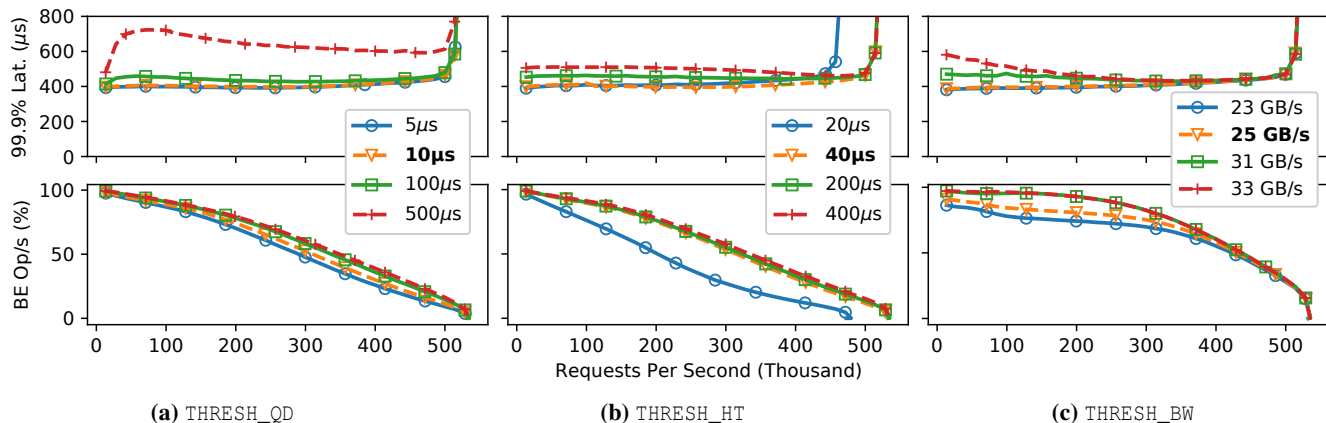 99.9% Lat. (μs)
800
600
400
200
0
5μs
10μs
100μs
500μs
20μs
40μs
200μs
400μs
23 GB/s
25 GB/s
31 GB/s
33 GB/s
BE Op/s (%)
100
50
0
0 100 200 300 400 500
0 100 200 300 400 500
0 100 200 300 400 500
Requests Per Second (Thousand)
(a) THRESH_QD
(b) THRESH_HT
(c) THRESH_BW